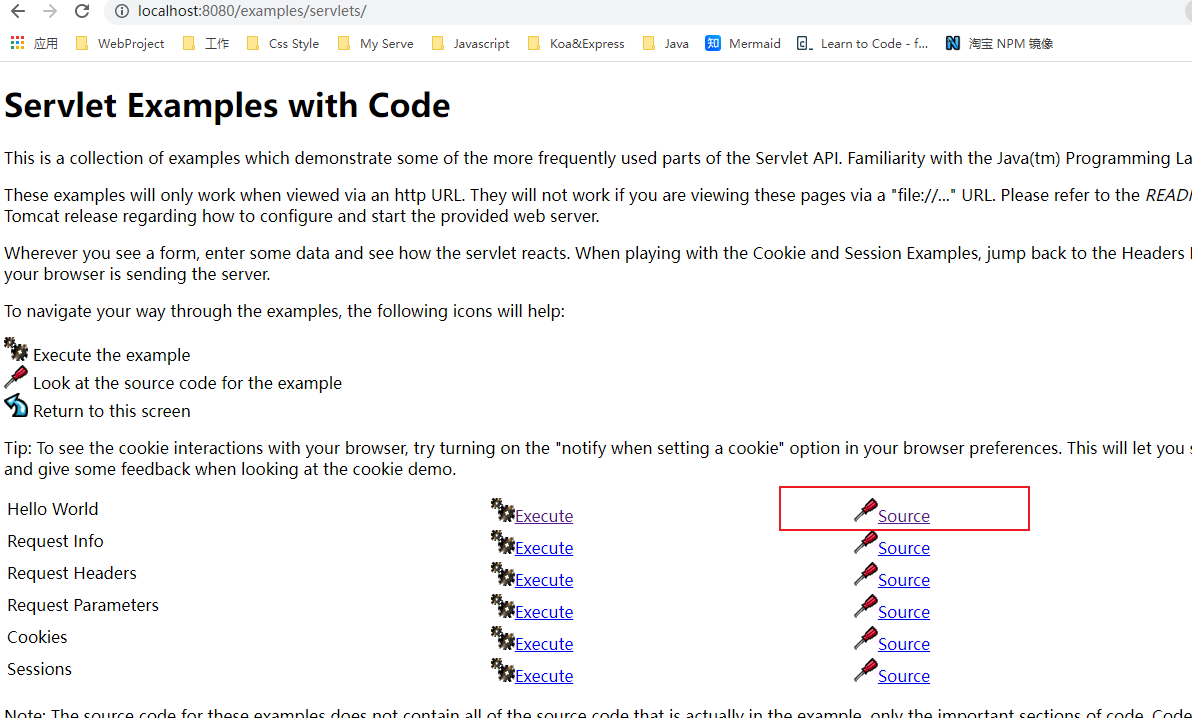 localhost:8080/examples/servlets/
应用 WebProject 工作 Css Style My Serve Javascript Koa&Express Java 知 Mermaid Learn to Code - f... 淘宝 NPM 镜像
Servlet Examples with Code
This is a collection of examples which demonstrate some of the more frequently used parts of the Servlet API. Familiarity with the Java(tm) Programming La
These examples will only work when viewed via an http URL. They will not work if you are viewing these pages via a "file://..." URL. Please refer to the READ
Tomcat release regarding how to configure and start the provided web server.
Wherever you see a form, enter some data and see how the servlet reacts. When playing with the Cookie and Session Examples, jump back to the Headers
your browser is sending the server.
To navigate your way through the examples, the following icons will help:
Execute the example
Look at the source code for the example
Return to this screen
Tip: To see the cookie interactions with your browser, try turning on the "notify when setting a cookie" option in your browser preferences. This will let you
and give some feedback when looking at the cookie demo.
Hello World Execute Source
Request Info Execute Source
Request Headers Execute Source
Request Parameters Execute Source
Cookies Execute Source
Sessions Execute Source
Note: The source code for these examples does not contain all of the source code that is actually in the example, only the important sections of code. Code